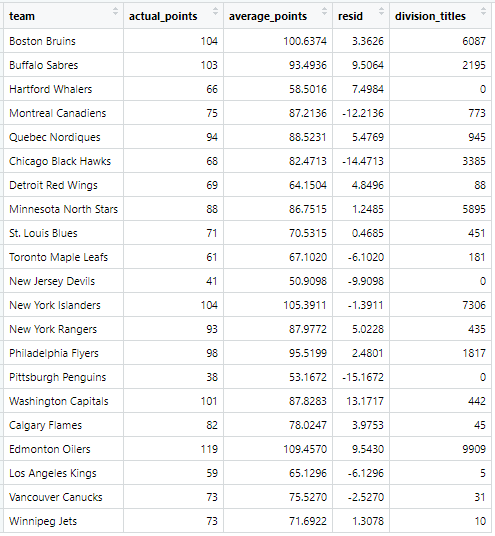 team actual_points average_points resid division_titles
Boston Bruins 104 100.6374 3.3626 6087
Buffalo Sabres 103 93.4936 9.5064 2195
Hartford Whalers 66 58.5016 7.4984 0
Montreal Canadiens 75 87.2136 -12.2136 773
Quebec Nordiques 94 88.5231 5.4769 945
Chicago Black Hawks 68 82.4713 -14.4713 3385
Detroit Red Wings 69 64.1504 4.8496 88
Minnesota North Stars 88 86.7515 1.2485 5895
St. Louis Blues 71 70.5315 0.4685 451
Toronto Maple Leafs 61 67.1020 -6.1020 181
New Jersey Devils 41 50.9098 -9.9098 0
New York Islanders 104 105.3911 -1.3911 7306
New York Rangers 93 87.9772 5.0228 435
Philadelphia Flyers 98 95.5199 2.4801 1817
Pittsburgh Penguins 38 53.1672 -15.1672 0
Washington Capitals 101 87.8283 13.1717 442
Calgary Flames 82 78.0247 3.9753 45
Edmonton Oilers 119 109.4570 9.5430 9909
Los Angeles Kings 59 65.1296 -6.1296 5
Vancouver Canucks 73 75.5270 -2.5270 31
Winnipeg Jets 73 71.6922 1.3078 10